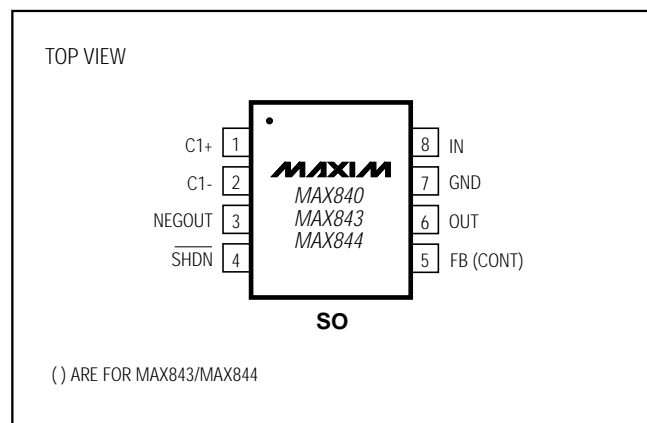 TOP VIEW
C1+ 1
C1- 2
NEGOUT 3
SHDN 4
MAXIM
MAX840
MAX843
MAX844
8 IN
7 GND
6 OUT
5 FB (CONT)
SO
( ) ARE FOR MAX843/MAX844